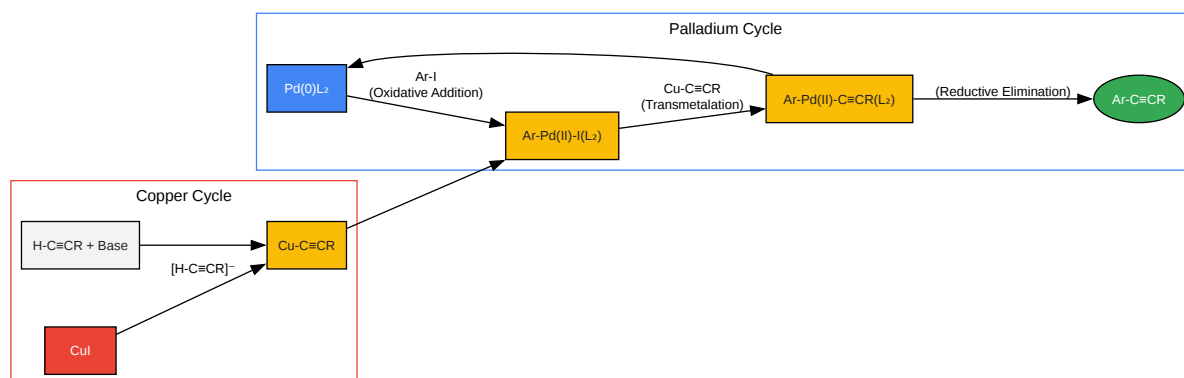 Palladium Cycle
Pd(0)L₂
Ar-I
(Oxidative Addition)
Ar-Pd(II)-I(L₂)
Cu-C≡CR
(Transmetalation)
Ar-Pd(II)-C≡CR(L₂)
(Reductive Elimination)
Ar-C≡CR
Copper Cycle
H-C≡CR + Base
[H-C≡CR]⁻
Cu-C≡CR
CuI